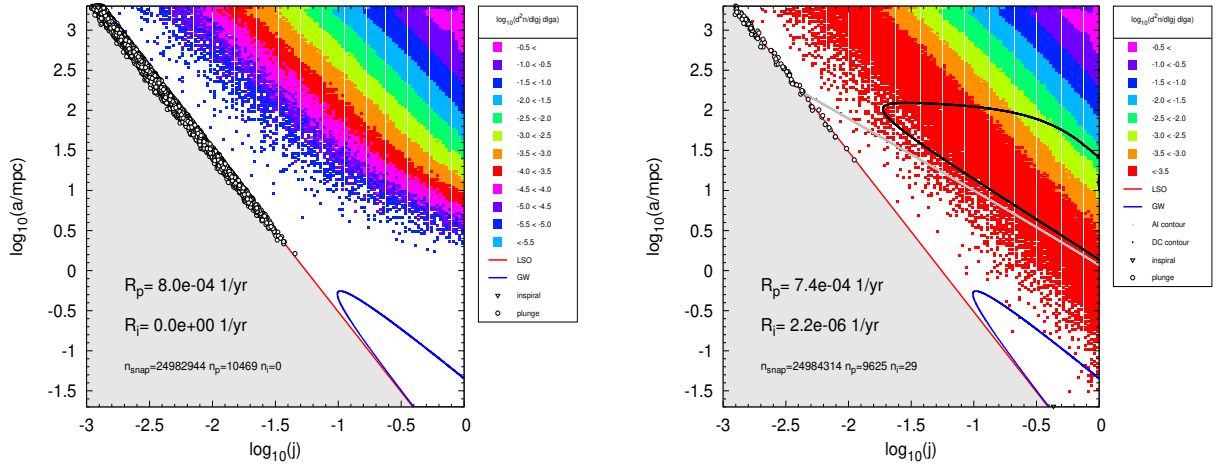 log10(a/mpc)
3
2.5
2
1.5
1
0.5
0
-0.5
-1
-1.5
Rp= 8.0e-04 1/yr
Ri= 0.0e+00 1/yr
nsnap=24982944 np=10469 ni=0
-3 -2.5 -2 -1.5 -1 -0.5 0
log10(j)
log10(d²n/dlgj dlga)
-0.5 <
-1.0 < -0.5
-1.5 < -1.0
-2.0 < -1.5
-2.5 < -2.0
-3.0 < -2.5
-3.5 < -3.0
-4.0 < -3.5
-4.5 < -4.0
-5.0 < -4.5
-5.5 < -5.0
<-5.5
LSO
GW
inspiral
plunge
log10(a/mpc)
3
2.5
2
1.5
1
0.5
0
-0.5
-1
-1.5
Rp= 7.4e-04 1/yr
Ri= 2.2e-06 1/yr
nsnap=24984314 np=9625 ni=29
-3 -2.5 -2 -1.5 -1 -0.5 0
log10(j)
log10(d²n/dlgj dlga)
-0.5 <
-1.0 < -0.5
-1.5 < -1.0
-2.0 < -1.5
-2.5 < -2.0
-3.0 < -2.5
-3.5 < -3.0
<-3.5
LSO
GW
AI contour
DC contour
inspiral
plunge